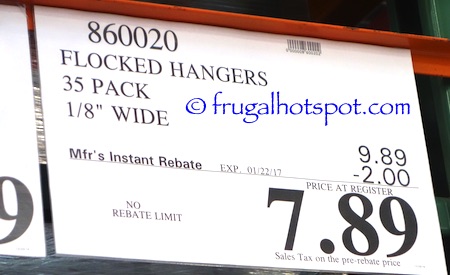 860020
FLOCKED HANGERS
35 PACK
1/8" WIDE
© frugalhotspot.com
9.89
Mfr's Instant Rebate EXP. 01/22/17 -2.00
PRICE AT REGISTER
NO
REBATE LIMIT
7.89
Sales Tax on the pre-rebate price
9